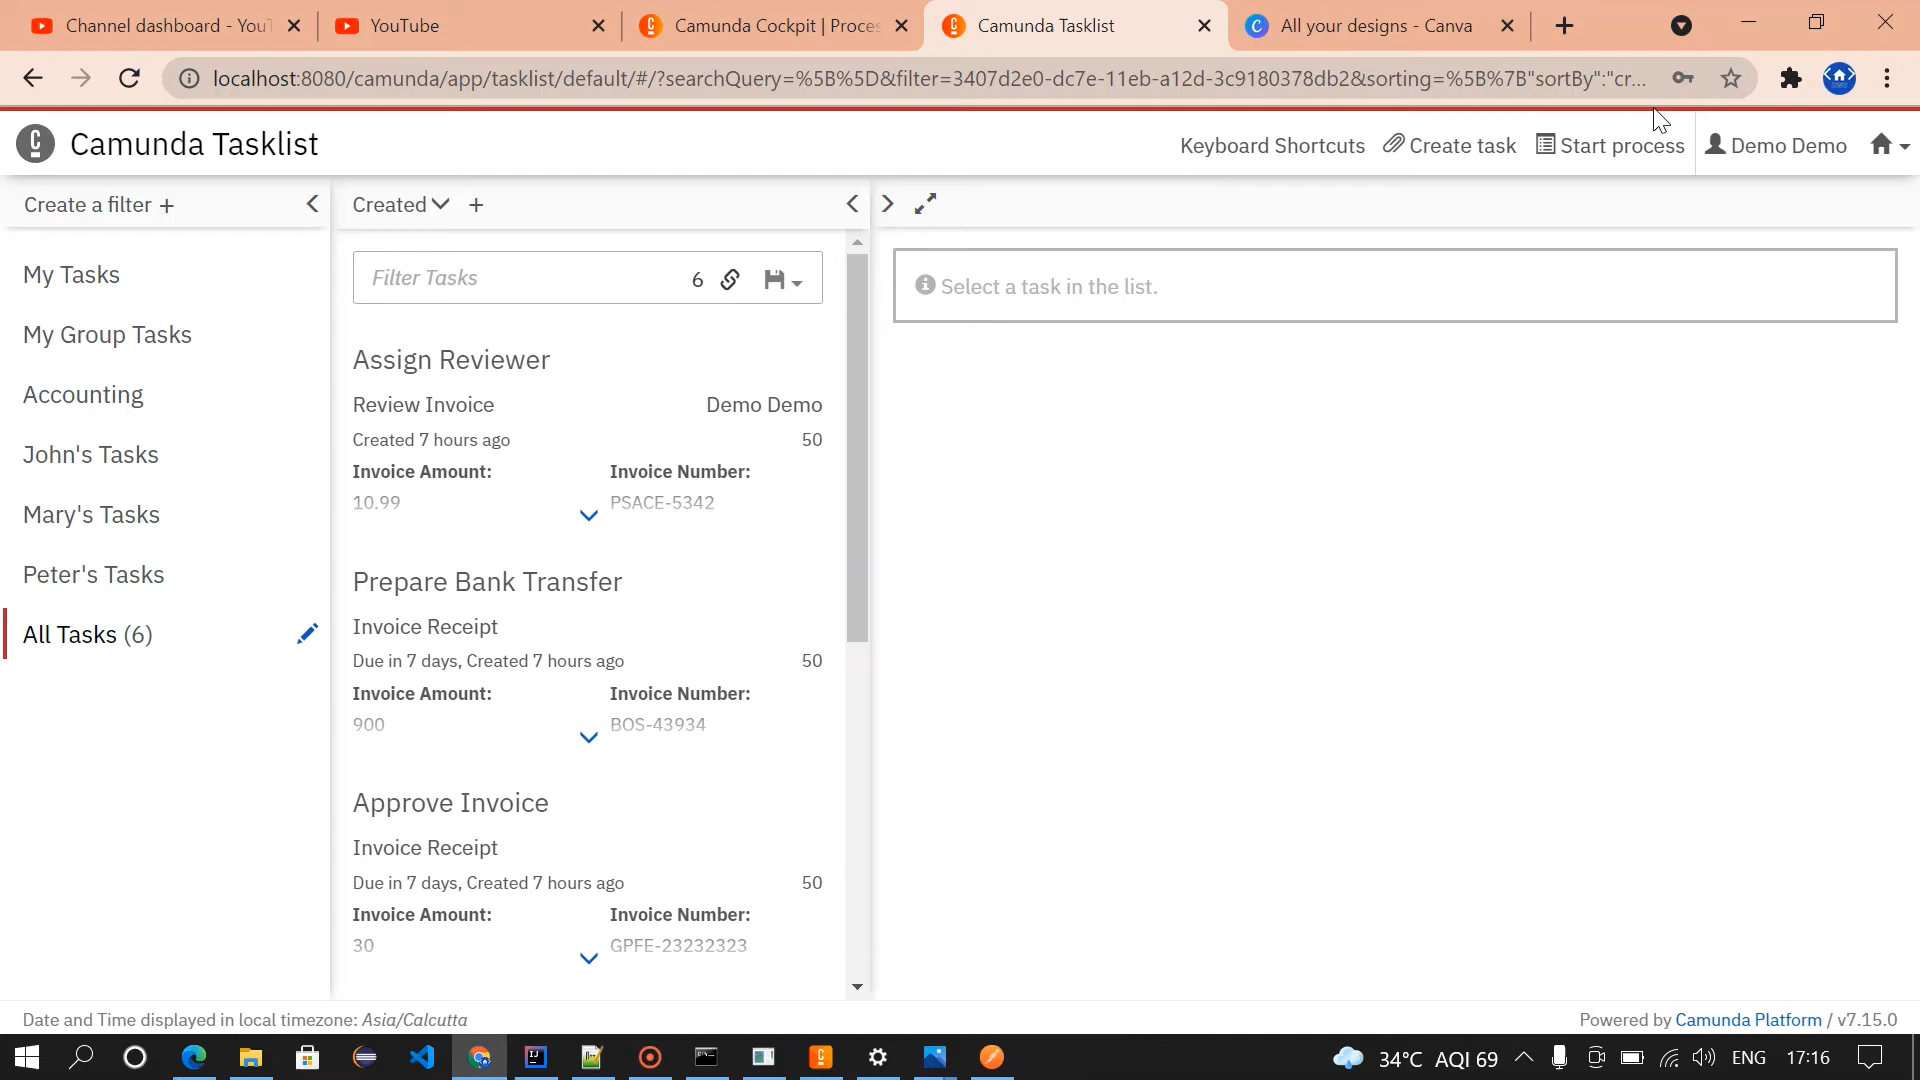 Channel dashboard - You
YouTube
Camunda Cockpit | Proces
Camunda Tasklist
All your designs - Canva
localhost:8080/camunda/app/tasklist/default/#/?searchQuery=%5B%5D&filter=3407d2e0-dc7e-11eb-a12d-3c9180378db2&sorting=%5B%7B"sortBy":"cr...
Camunda Tasklist
Keyboard Shortcuts
Create task
Start process
Demo Demo
Create a filter +
Created +
My Tasks
My Group Tasks
Accounting
John's Tasks
Mary's Tasks
Peter's Tasks
All Tasks (6)
Filter Tasks 6
Assign Reviewer
Review Invoice Demo Demo
Created 7 hours ago 50
Invoice Amount: Invoice Number:
10.99 PSACE-5342
Prepare Bank Transfer
Invoice Receipt
Due in 7 days, Created 7 hours ago 50
Invoice Amount: Invoice Number:
900 BOS-43934
Approve Invoice
Invoice Receipt
Due in 7 days, Created 7 hours ago 50
Invoice Amount: Invoice Number:
30 GPFE-23232323
Select a task in the list.
Date and Time displayed in local timezone: Asia/Calcutta
Powered by Camunda Platform / v7.15.0
34°C AQI 69 ENG 17:16